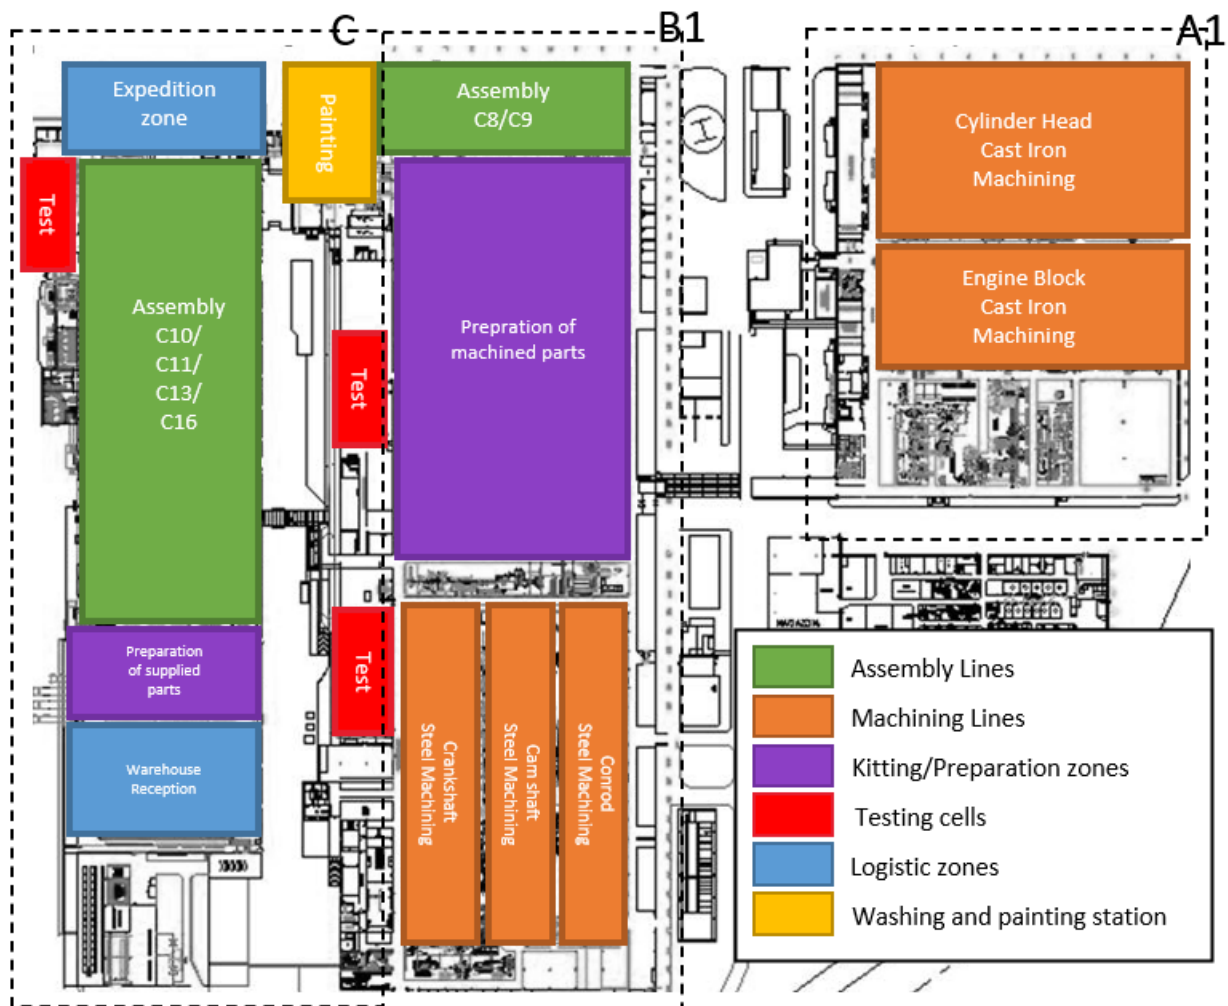 C
B1
A1
Expedition
zone
Painting
Assembly
C8/C9
Cylinder Head
Cast Iron
Machining
Test
Assembly
C10/
C11/
C13/
C16
Prepration of
machined parts
Engine Block
Cast Iron
Machining
Test
H
Preparation
of supplied
parts
Test
Warehouse
Reception
Crankshaft
Steel Machining
Cam shaft
Steel Machining
Conrod
Steel Machining
Assembly Lines
Machining Lines
Kitting/Preparation zones
Testing cells
Logistic zones
Washing and painting station